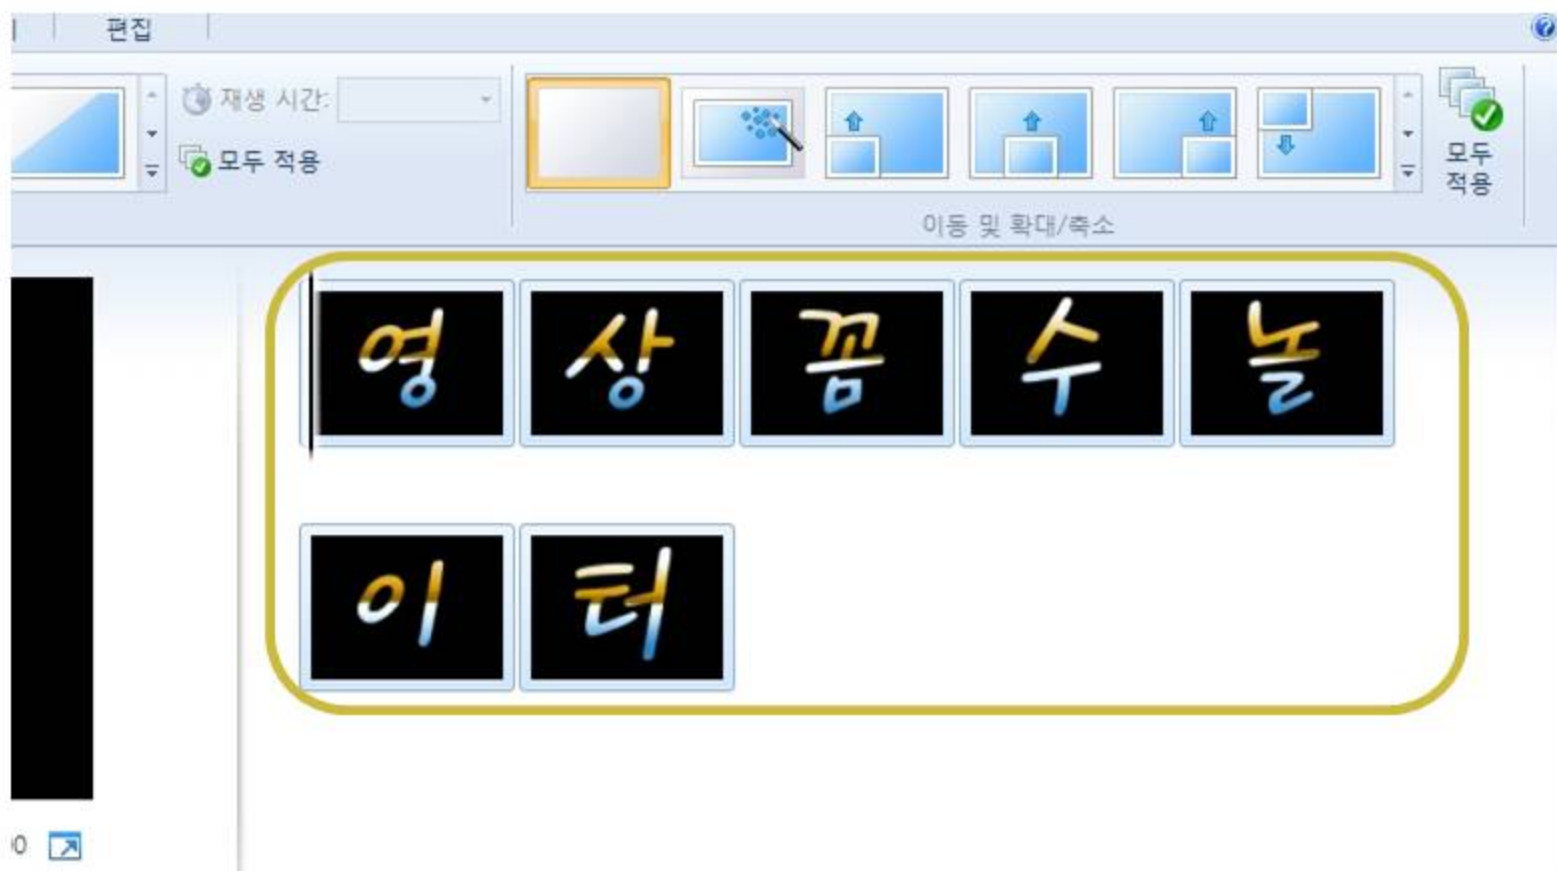 편집
재생 시간:
모두 적용
모두
적용
이동 및 확대/축소
영 상 꼼 수 놀
이 터